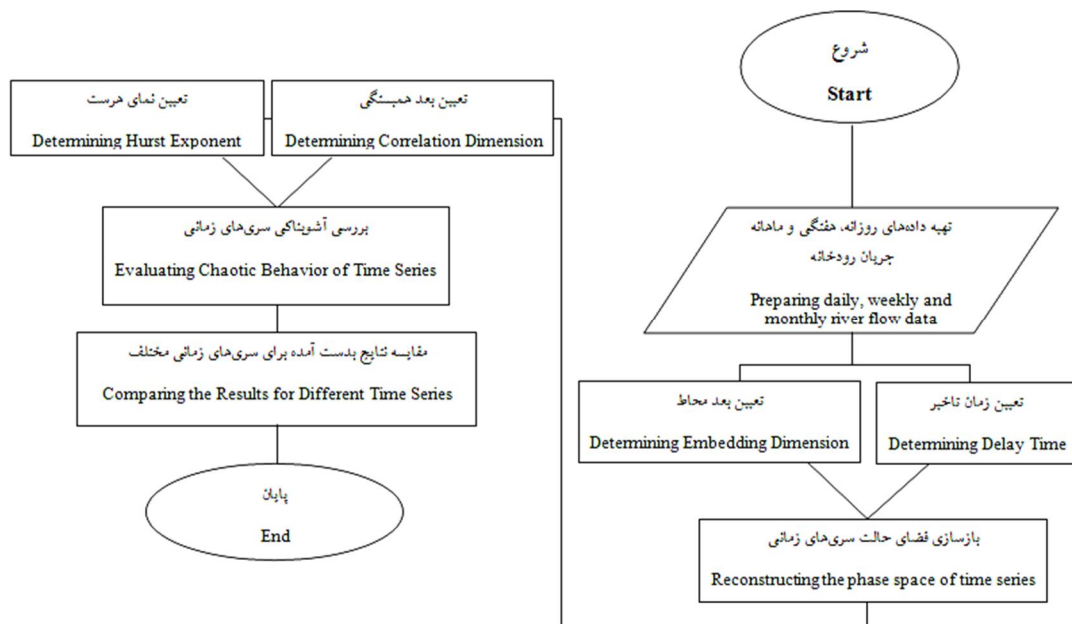 شروع
Start
تهیه داده‌های روزانه، هفتگی و ماهانه
جریان رودخانه
Preparing daily, weekly and
monthly river flow data
تعیین زمان تاخیر
Determining Delay Time
تعیین بعد محاط
Determining Embedding Dimension
بازسازی فضای حالت سری‌های زمانی
Reconstructing the phase space of time series
تعیین بعد همبستگی
Determining Correlation Dimension
تعیین نمای هرست
Determining Hurst Exponent
بررسی آشوبناکی سری‌های زمانی
Evaluating Chaotic Behavior of Time Series
مقایسه نتایج بدست آمده برای سری‌های زمانی مختلف
Comparing the Results for Different Time Series
پایان
End